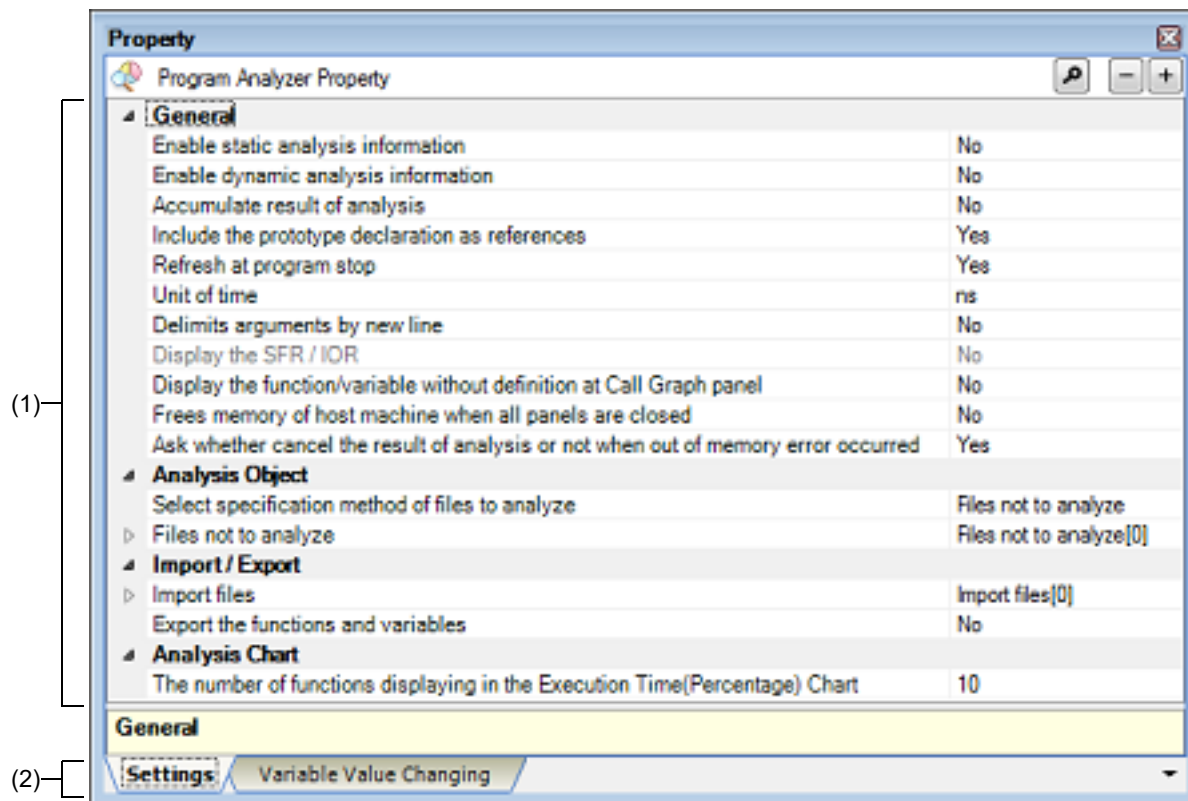 Property
Program Analyzer Property
(1)
General
Enable static analysis information No
Enable dynamic analysis information No
Accumulate result of analysis No
Include the prototype declaration as references Yes
Refresh at program stop Yes
Unit of time ns
Delimits arguments by new line No
Display the SFR / IOR No
Display the function/variable without definition at Call Graph panel No
Frees memory of host machine when all panels are closed No
Ask whether cancel the result of analysis or not when out of memory error occurred Yes
Analysis Object
Select specification method of files to analyze Files not to analyze
Files not to analyze Files not to analyze[0]
Import / Export
Import files Import files[0]
Export the functions and variables No
Analysis Chart
The number of functions displaying in the Execution Time(Percentage) Chart 10
General
(2)
Settings Variable Value Changing